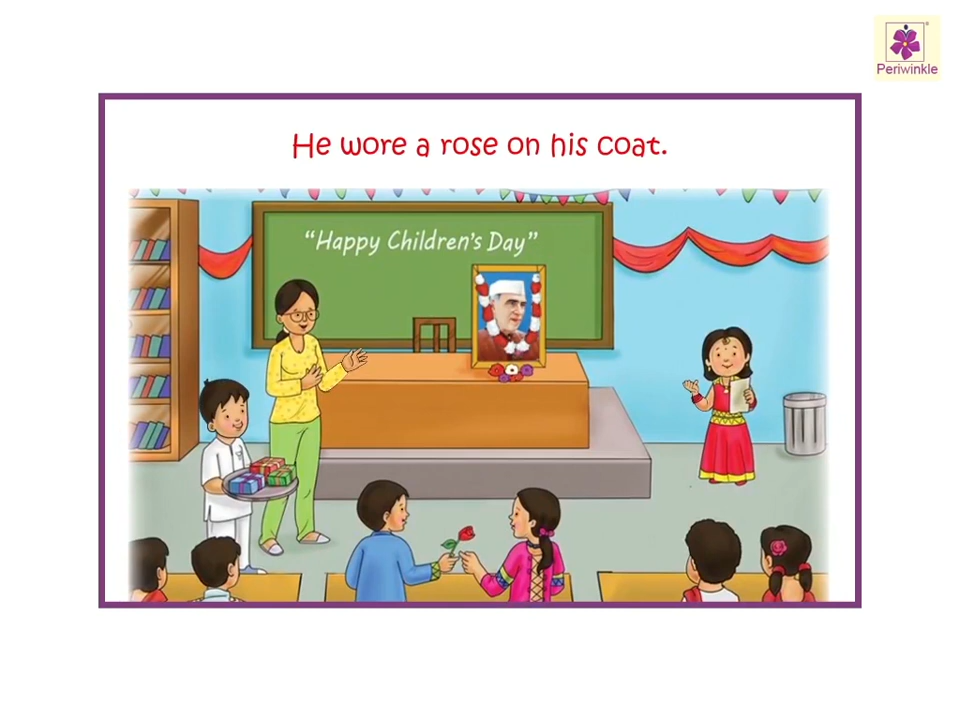 Periwinkle
He wore a rose on his coat.
“Happy Children’s Day”